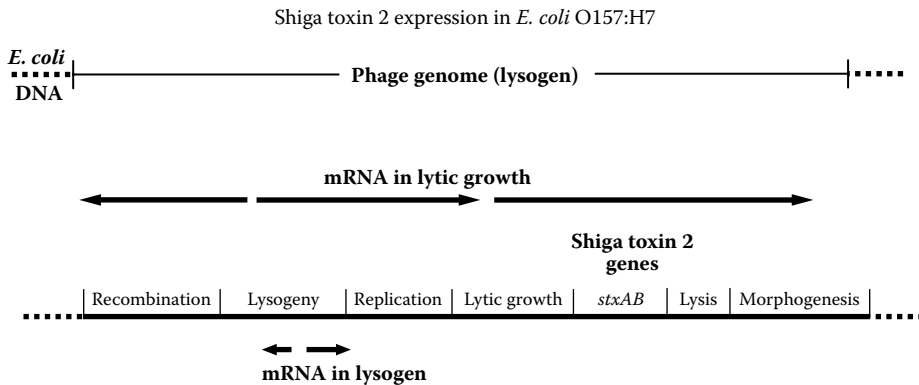 Shiga toxin 2 expression in E. coli O157:H7
E. coli
DNA
Phage genome (lysogen)
mRNA in lytic growth
Shiga toxin 2
genes
Recombination Lysogeny Replication Lytic growth stxAB Lysis Morphogenesis
mRNA in lysogen